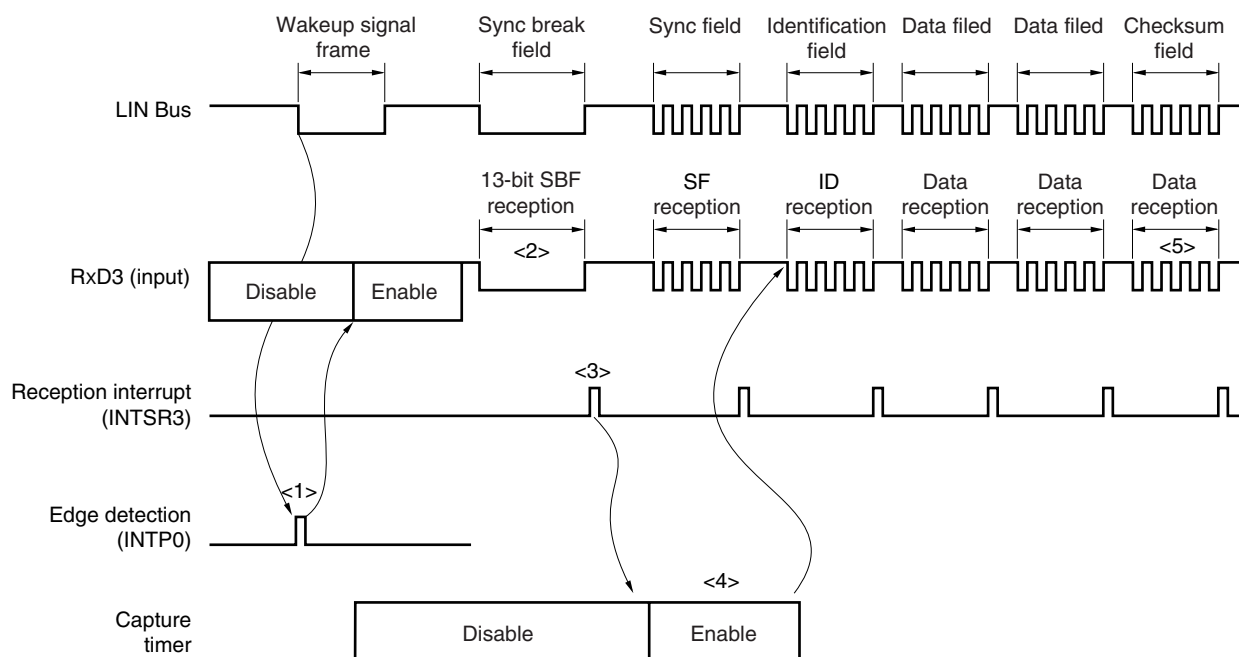 Wakeup signal
frame
Sync break
field
Sync field
Identification
field
Data filed
Data filed
Checksum
field
LIN Bus
13-bit SBF
reception
SF
reception
ID
reception
Data
reception
Data
reception
Data
reception
<2>
<5>
RxD3 (input)
Disable
Enable
Reception interrupt
(INTSR3)
<3>
<1>
Edge detection
(INTP0)
<4>
Capture
timer
Disable
Enable